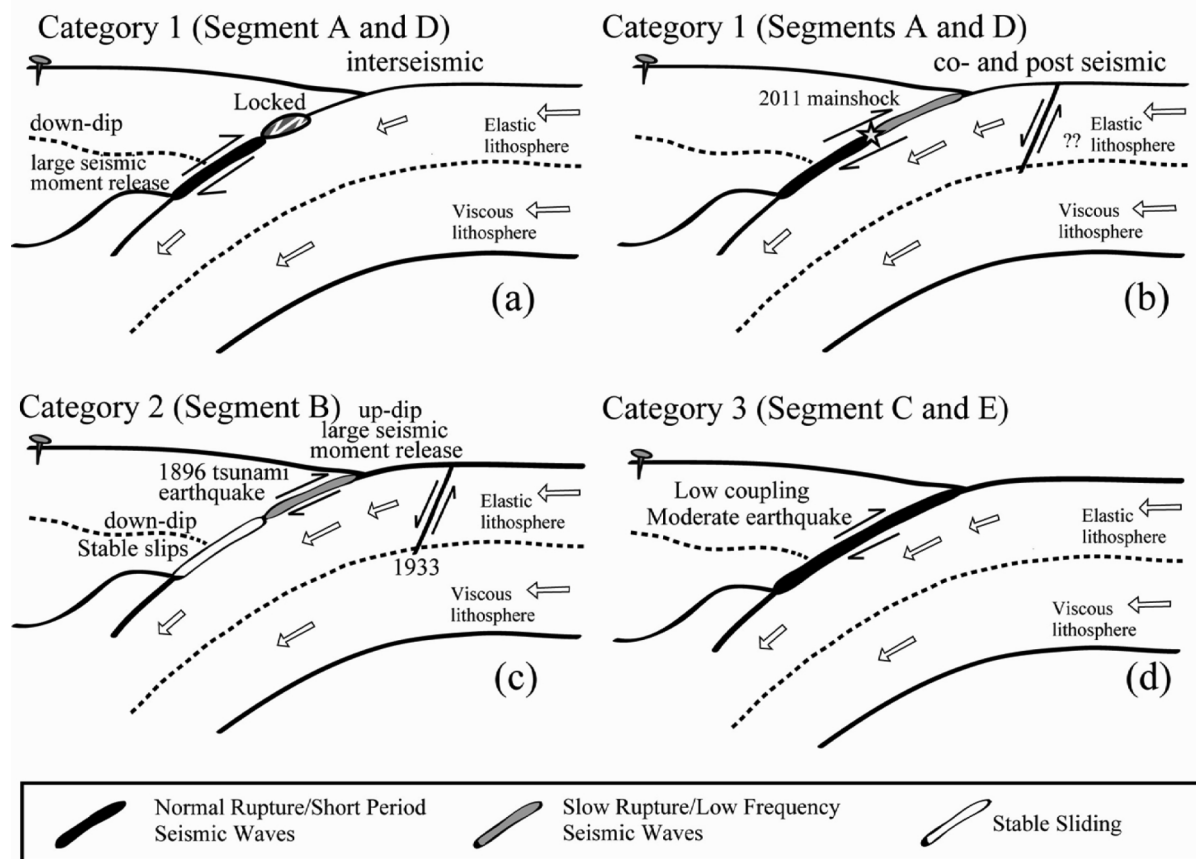 Category 1 (Segment A and D)
interseismic
Locked
down-dip
large seismic
moment release
Elastic
lithosphere
Viscous
lithosphere
(a)
Category 1 (Segments A and D)
co- and post seismic
2011 mainshock
??
Elastic
lithosphere
Viscous
lithosphere
(b)
Category 2 (Segment B)
up-dip
large seismic
moment release
1896 tsunami
earthquake
down-dip
Stable slips
1933
Elastic
lithosphere
Viscous
lithosphere
(c)
Category 3 (Segment C and E)
Low coupling
Moderate earthquake
Elastic
lithosphere
Viscous
lithosphere
(d)
Normal Rupture/Short Period
Seismic Waves
Slow Rupture/Low Frequency
Seismic Waves
Stable Sliding